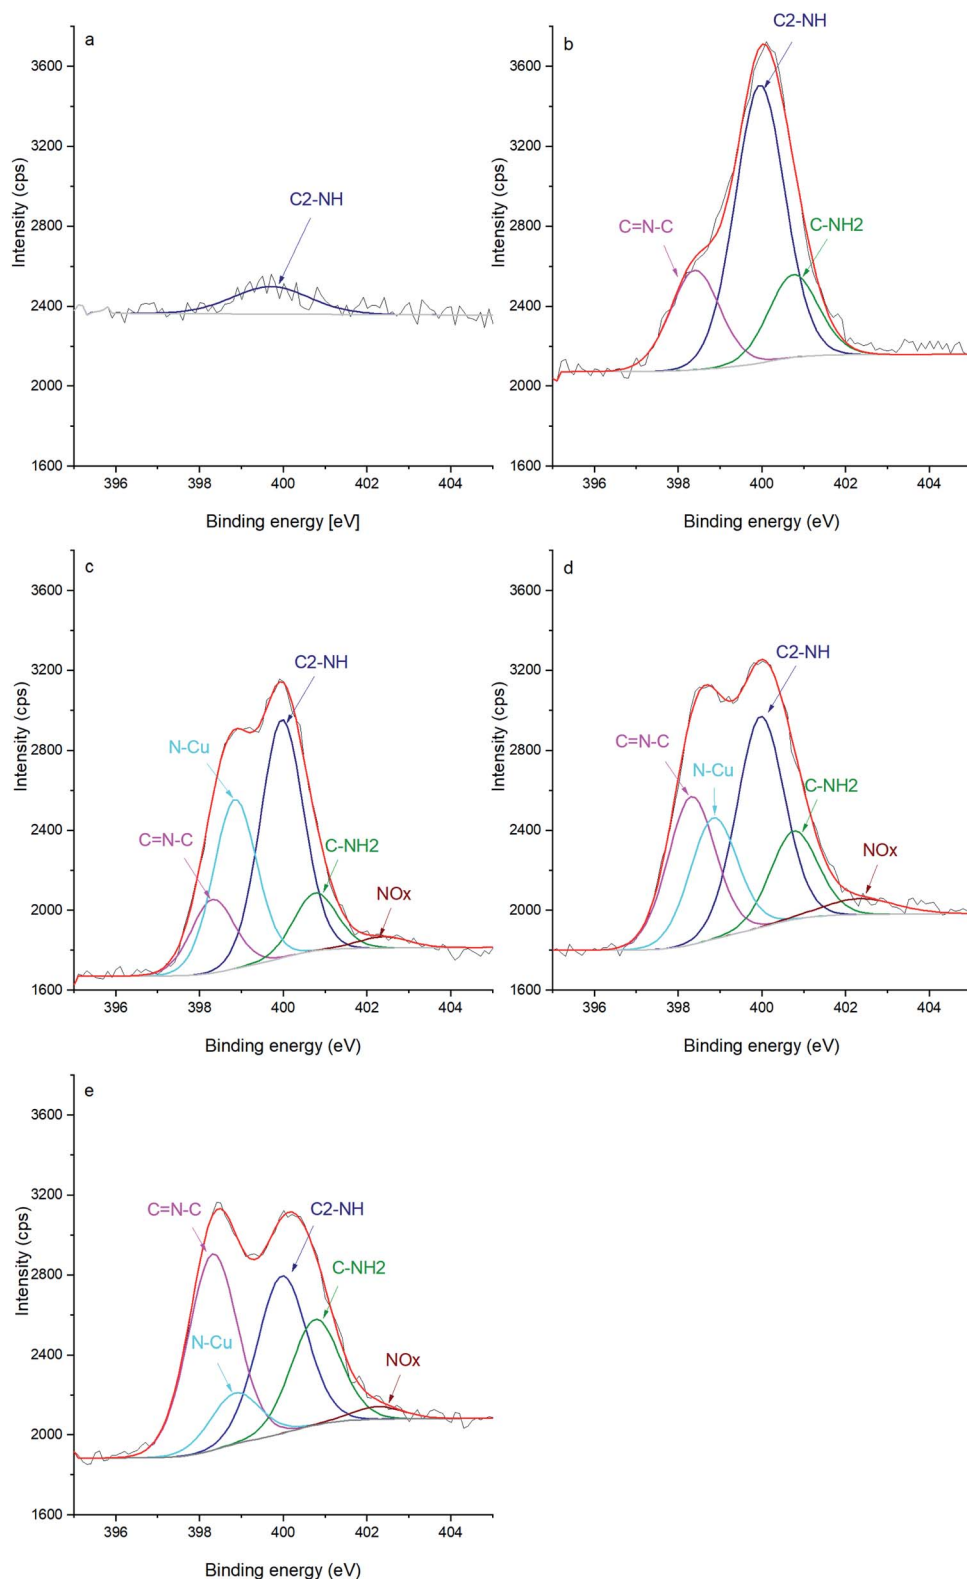 a
C2-NH
3600
3200
2800
2400
2000
1600
Intensity (cps)
396 398 400 402 404
Binding energy [eV]
b
C2-NH
C=N-C
C-NH2
3600
3200
2800
2400
2000
1600
Intensity (cps)
396 398 400 402 404
Binding energy (eV)
c
C2-NH
N-Cu
C=N-C
C-NH2
NOx
3600
3200
2800
2400
2000
1600
Intensity (cps)
396 398 400 402 404
Binding energy (eV)
d
C2-NH
C=N-C
N-Cu
C-NH2
NOx
3600
3200
2800
2400
2000
1600
Intensity (cps)
396 398 400 402 404
Binding energy (eV)
e
C=N-C
C2-NH
C-NH2
N-Cu
NOx
3600
3200
2800
2400
2000
1600
Intensity (cps)
396 398 400 402 404
Binding energy (eV)